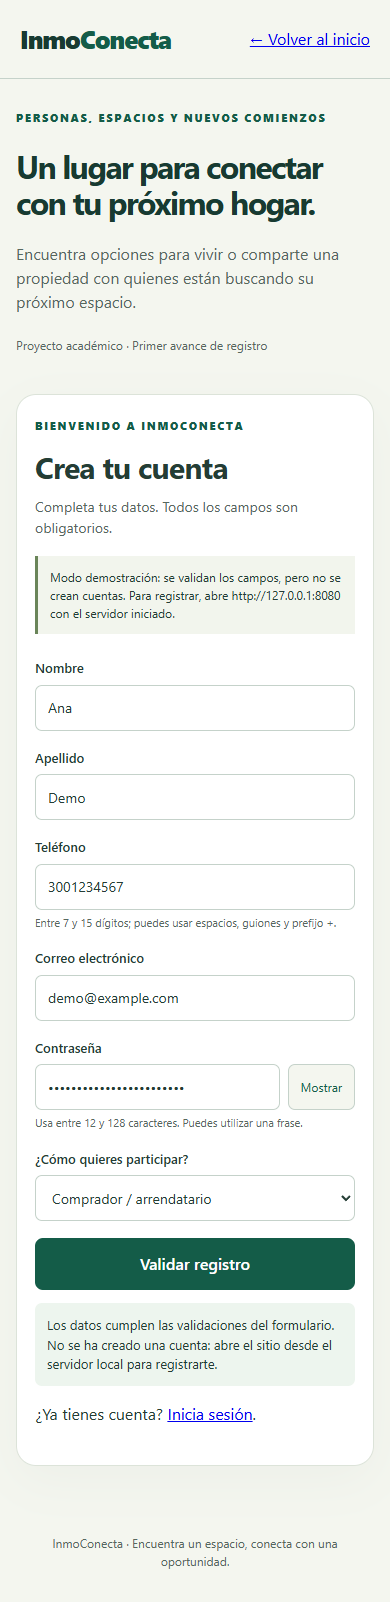 InmoConecta
← Volver al inicio
PERSONAS, ESPACIOS Y NUEVOS COMIENZOS
Un lugar para conectar
con tu próximo hogar.
Encuentra opciones para vivir o comparte una
propiedad con quienes están buscando su
próximo espacio.
Proyecto académico · Primer avance de registro
BIENVENIDO A INMOCONECTA
Crea tu cuenta
Completa tus datos. Todos los campos son
obligatorios.
Modo demostración: se validan los campos, pero no se
crean cuentas. Para registrar, abre http://127.0.0.1:8080
con el servidor iniciado.
Nombre
Ana
Apellido
Demo
Teléfono
3001234567
Entre 7 y 15 dígitos; puedes usar espacios, guiones y prefijo +.
Correo electrónico
demo@example.com
Contraseña
••••••••••••••••••••••••
Mostrar
Usa entre 12 y 128 caracteres. Puedes utilizar una frase.
¿Cómo quieres participar?
Comprador / arrendatario
Validar registro
Los datos cumplen las validaciones del formulario.
No se ha creado una cuenta: abre el sitio desde el
servidor local para registrarte.
¿Ya tienes cuenta? Inicia sesión.
InmoConecta · Encuentra un espacio, conecta con una
oportunidad.